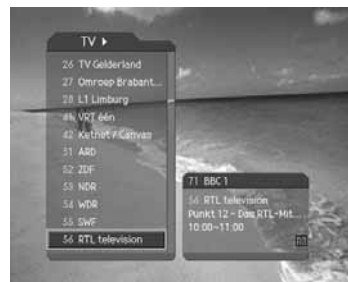 TV
26 TV Gelderland
27 Omroep Brabant...
28 L1 Limburg
VRT één
42 Ketnet / Canvas
51 ARD
52 ZDF
53 NDR
54 WDR
55 SWF
56 RTL television
71 BBC 1
56 RTL television
Punkt 12 - Das RTL-Mit...
10:00~11:00